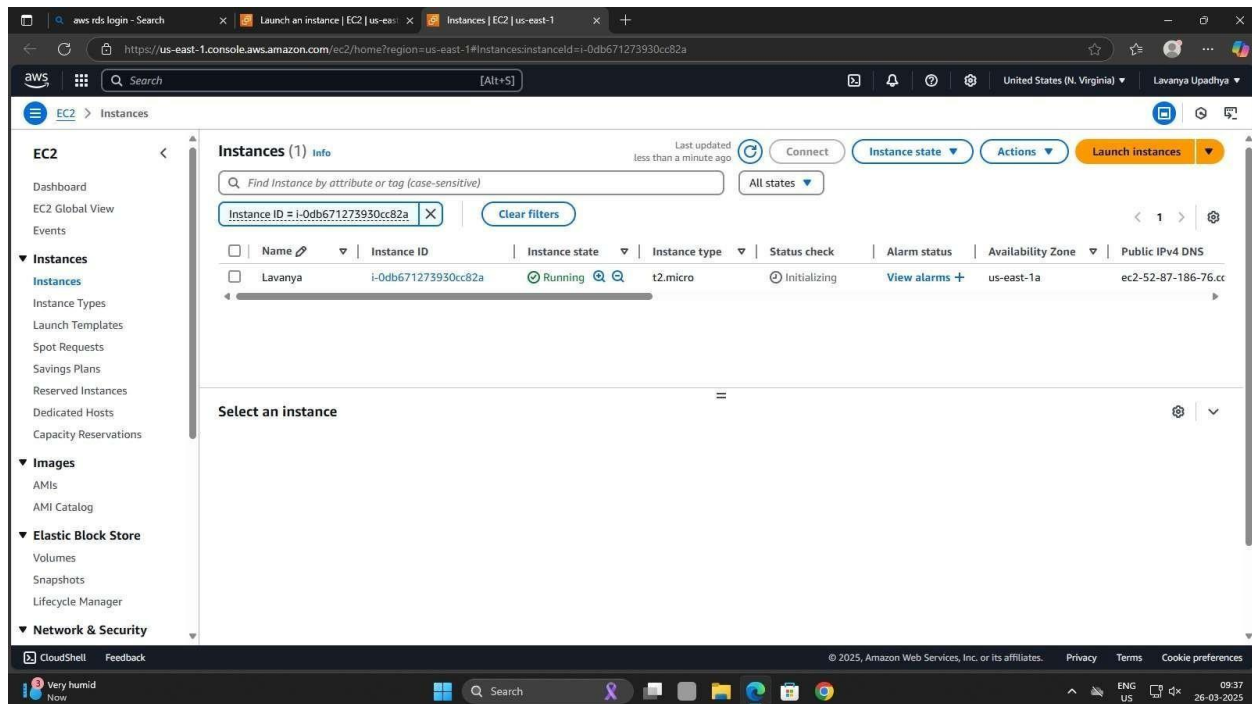 aws rds login - Search
Launch an instance | EC2 | us-eas
Instances | EC2 | us-east-1
https://us-east-1.console.aws.amazon.com/ec2/home?region=us-east-1#Instances:instanceId=i-0db671273930cc82a
aws
Search [Alt+S]
United States (N. Virginia)
Lavanya Upadhya
EC2 > Instances
EC2
Dashboard
EC2 Global View
Events
Instances
Instances
Instance Types
Launch Templates
Spot Requests
Savings Plans
Reserved Instances
Dedicated Hosts
Capacity Reservations
Images
AMIs
AMI Catalog
Elastic Block Store
Volumes
Snapshots
Lifecycle Manager
Network & Security
Instances (1) Info
Last updated
less than a minute ago
Connect
Instance state
Actions
Launch instances
Find Instance by attribute or tag (case-sensitive)
All states
Instance ID = i-0db671273930cc82a
Clear filters
1
Name Instance ID Instance state Instance type Status check Alarm status Availability Zone Public IPv4 DNS
Lavanya i-0db671273930cc82a Running t2.micro Initializing View alarms + us-east-1a ec2-52-87-186-76.cc
Select an instance
CloudShell Feedback
© 2025, Amazon Web Services, Inc. or its affiliates. Privacy Terms Cookie preferences
3
Very humid
Now
Search
ENG
US
09:37
26-03-2025